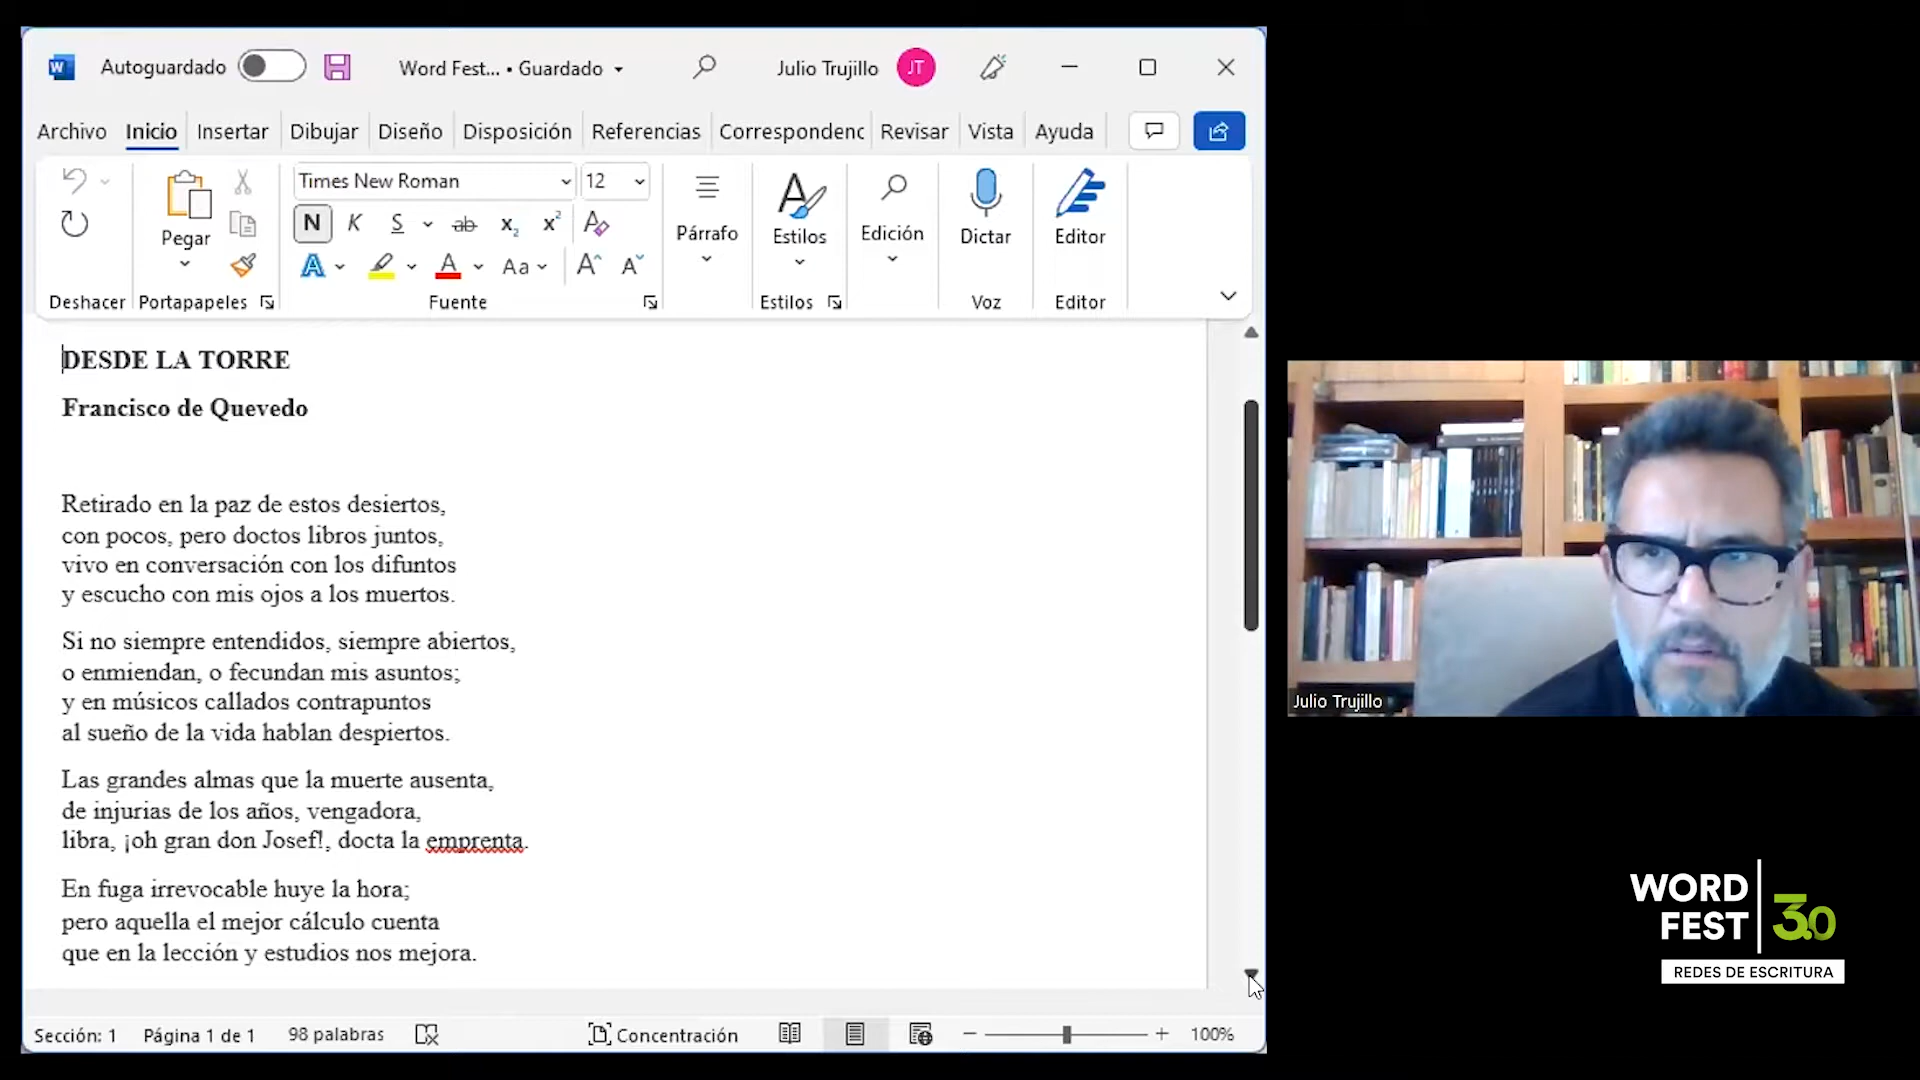 Autoguardado
Word Fest... • Guardado
Julio Trujillo
JT
Archivo Inicio Insertar Dibujar Diseño Disposición Referencias Correspondenc Revisar Vista Ayuda
Times New Roman 12
Pegar
N K S ab x₂ x²
A A Aa A A
Párrafo
Estilos
Edición
Dictar
Editor
Deshacer Portapapeles Fuente Estilos Voz Editor
DESDE LA TORRE
Francisco de Quevedo
Retirado en la paz de estos desiertos,
con pocos, pero doctos libros juntos,
vivo en conversación con los difuntos
y escucho con mis ojos a los muertos.
Si no siempre entendidos, siempre abiertos,
o enmiendan, o fecundan mis asuntos;
y en músicos callados contrapuntos
al sueño de la vida hablan despiertos.
Las grandes almas que la muerte ausenta,
de injurias de los años, vengadora,
libra, ¡oh gran don Josef!, docta la emprenta.
En fuga irrevocable huye la hora;
pero aquella el mejor cálculo cuenta
que en la lección y estudios nos mejora.
Sección: 1 Página 1 de 1 98 palabras Concentración 100%
Julio Trujillo
WORD
FEST
3.0
REDES DE ESCRITURA